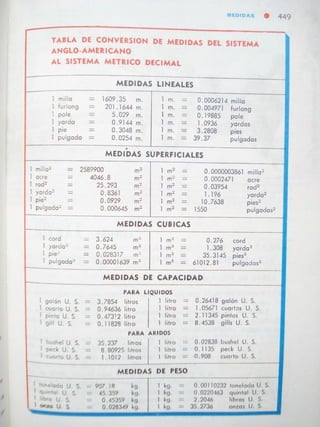 MEDIDAS • 449
TABLA DE CONVERSION DE MEDIDAS DEL SISTEMA
ANGLO-AMERICANO
AL SISTEMA METRICO DECIMAL
MEDIDAS LINEALES
1 milla = 1609.35 m. 1 m. = 0.0006214 milla
1 furlong = 201.1644 m. 1 m. = 0.004971 furlong
1 pole = 5.029 m. 1 m. = 0.19885 pole
1 yarda = 0.9144 m. 1 m. = 1.0936 yardas
1 pie = 0.3048 m. 1 m. = 3.2808 pies
1 pulgada = 0.0254 m. 1 m. = 39.37 pulgadas
MEDIDAS SUPERFICIALES
1 milla² = 2589900 m² 1 m² = 0.0000003861 milla²
1 acre = 4046.8 m² 1 m² = 0.0002471 acre
1 rod² = 25.293 m² 1 m² = 0.03954 rod²
1 yarda² = 0.8361 m² 1 m² = 1.196 yarda²
1 pie² = 0.0929 m² 1 m² = 10.7638 pies²
1 pulgada² = 0.000645 m² 1 m² = 1550 pulgadas²
MEDIDAS CUBICAS
1 cord = 3.624 m³ 1 m³ = 0.276 cord
1 yarda³ = 0.7645 m³ 1 m³ = 1.308 yarda³
1 pie³ = 0.028317 m³ 1 m³ = 35.3145 pies³
1 pulgada³ = 0.00001639 m³ 1 m³ = 61012.81 pulgadas³
MEDIDAS DE CAPACIDAD
PARA LIQUIDOS
1 galón U. S. = 3.7854 litros 1 litro = 0.26418 galón U. S.
1 cuarto U. S. = 0.94636 litro 1 litro = 1.05671 cuartos U. S.
1 pinta U. S. = 0.47312 litro 1 litro = 2.11345 pintas U. S.
1 gill U. S. = 0.11828 litro 1 litro = 8.4538 gills U. S.
PARA ARIDOS
1 bushel U. S. = 35.237 litros 1 litro = 0.02838 bushel U. S.
1 peck U. S. = 8.80925 litros 1 litro = 0.1135 peck U. S.
1 cuarto U. S. = 1.1012 litros 1 litro = 0.908 cuarto U. S.
MEDIDAS DE PESO
1 tonelada U. S. = 907.18 kg. 1 kg. = 0.00110232 tonelada U. S.
1 quintal U. S. = 45.359 kg. 1 kg. = 0.0220463 quintal U. S.
1 libra U. S. = 0.45359 kg. 1 kg. = 2.2046 libras U. S.
1 onza U. S. = 0.028349 kg. 1 kg. = 35.2736 onzas U. S.